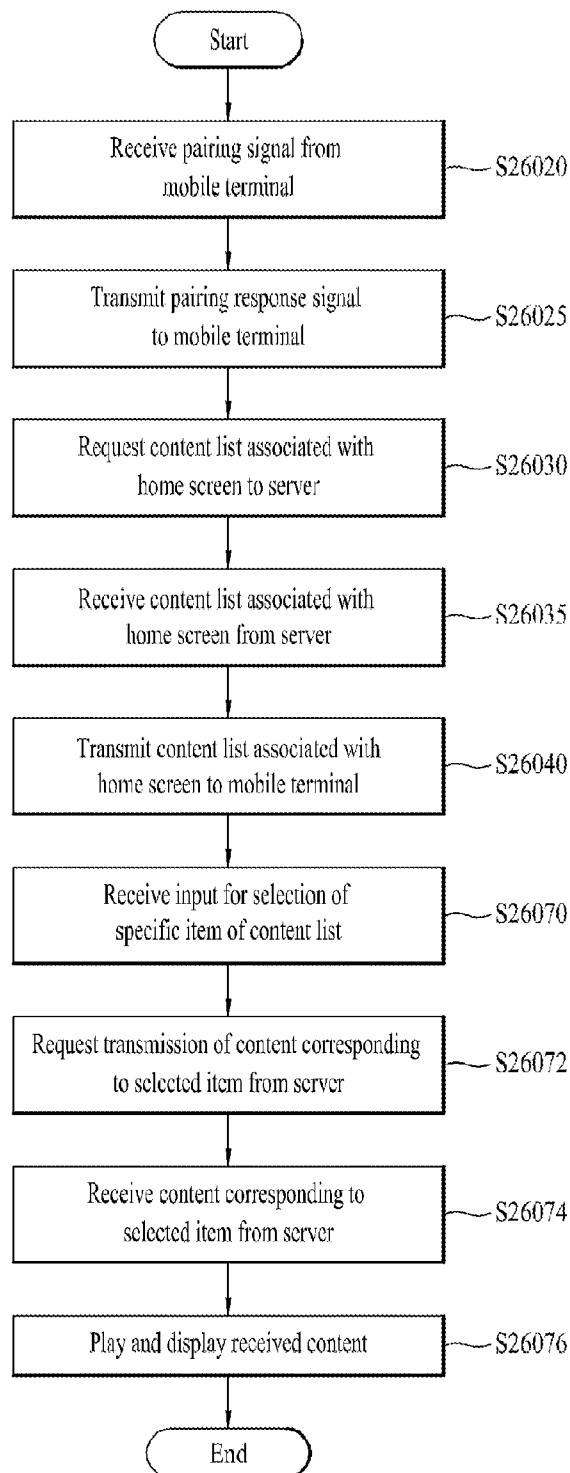 Start
Receive pairing signal from
mobile terminal
S26020
Transmit pairing response signal
to mobile terminal
S26025
Request content list associated with
home screen to server
S26030
Receive content list associated with
home screen from server
S26035
Transmit content list associated with
home screen to mobile terminal
S26040
Receive input for selection of
specific item of content list
S26070
Request transmission of content corresponding
to selected item from server
S26072
Receive content corresponding to
selected item from server
S26074
Play and display received content
S26076
End